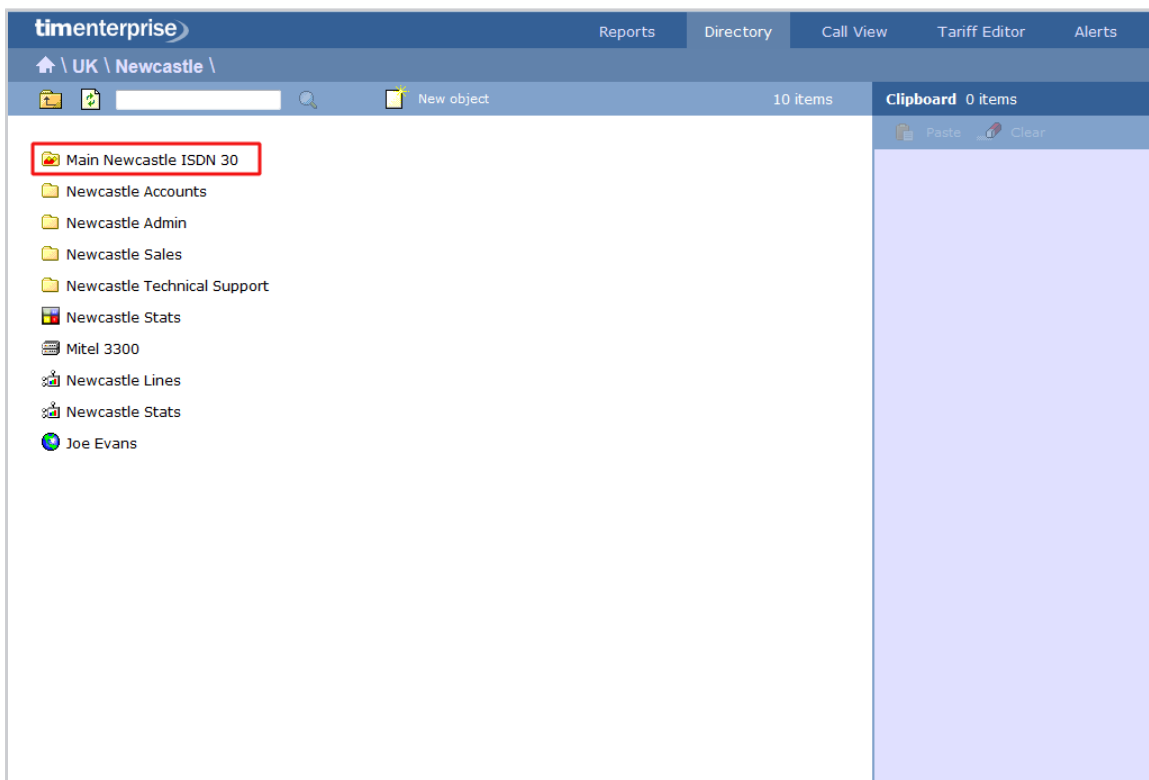 timenterprise
Reports Directory Call View Tariff Editor Alerts
\ UK \ Newcastle \
New object 10 items Clipboard 0 items
Paste Clear
Main Newcastle ISDN 30
Newcastle Accounts
Newcastle Admin
Newcastle Sales
Newcastle Technical Support
Newcastle Stats
Mitel 3300
Newcastle Lines
Newcastle Stats
Joe Evans